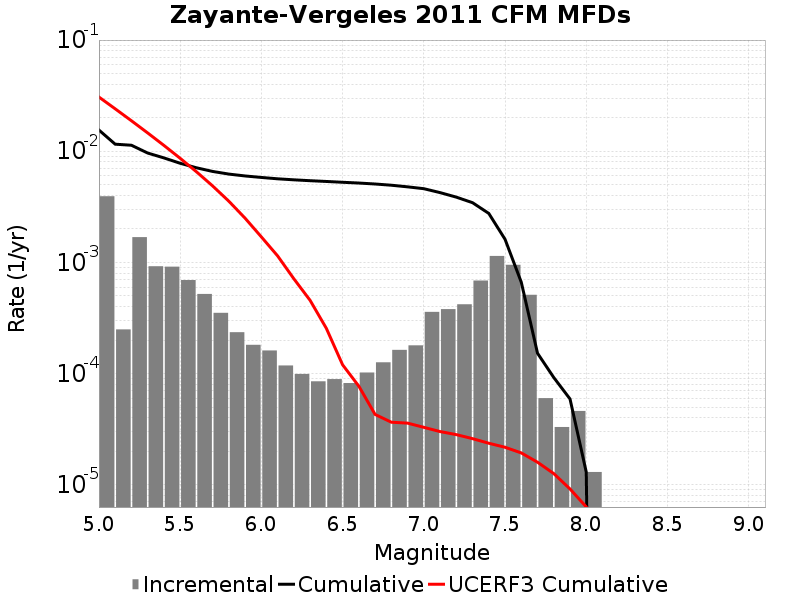 Zayante-Vergeles 2011 CFM MFDs
10-1
10-2
10-3
10-4
10-5
Rate (1/yr)
5.0 5.5 6.0 6.5 7.0 7.5 8.0 8.5 9.0
Magnitude
Incremental Cumulative UCERF3 Cumulative